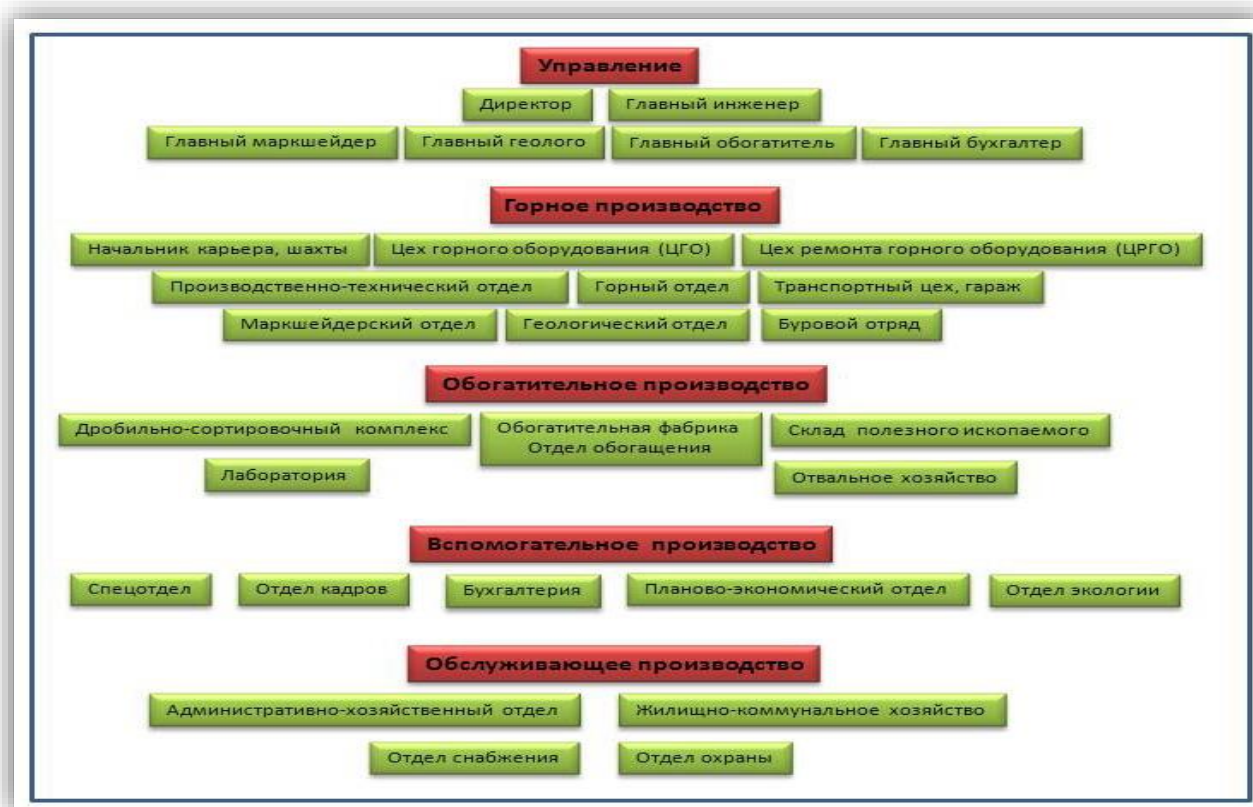 Управление
Директор
Главный инженер
Главный маркшейдер
Главный геолого
Главный обогатитель
Главный бухгалтер
Горное производство
Начальник карьера, шахты
Цех горного оборудования (ЦГО)
Цех ремонта горного оборудования (ЦРГО)
Производственно-технический отдел
Горный отдел
Транспортный цех, гараж
Маркшейдерский отдел
Геологический отдел
Буровой отряд
Обогатительное производство
Дробильно-сортировочный комплекс
Обогатительная фабрика
Отдел обогащения
Склад полезного ископаемого
Лаборатория
Отвальное хозяйство
Вспомогательное производство
Спецотдел
Отдел кадров
Бухгалтерия
Планово-экономический отдел
Отдел экологии
Обслуживающее производство
Административно-хозяйственный отдел
Жилищно-коммунальное хозяйство
Отдел снабжения
Отдел охраны